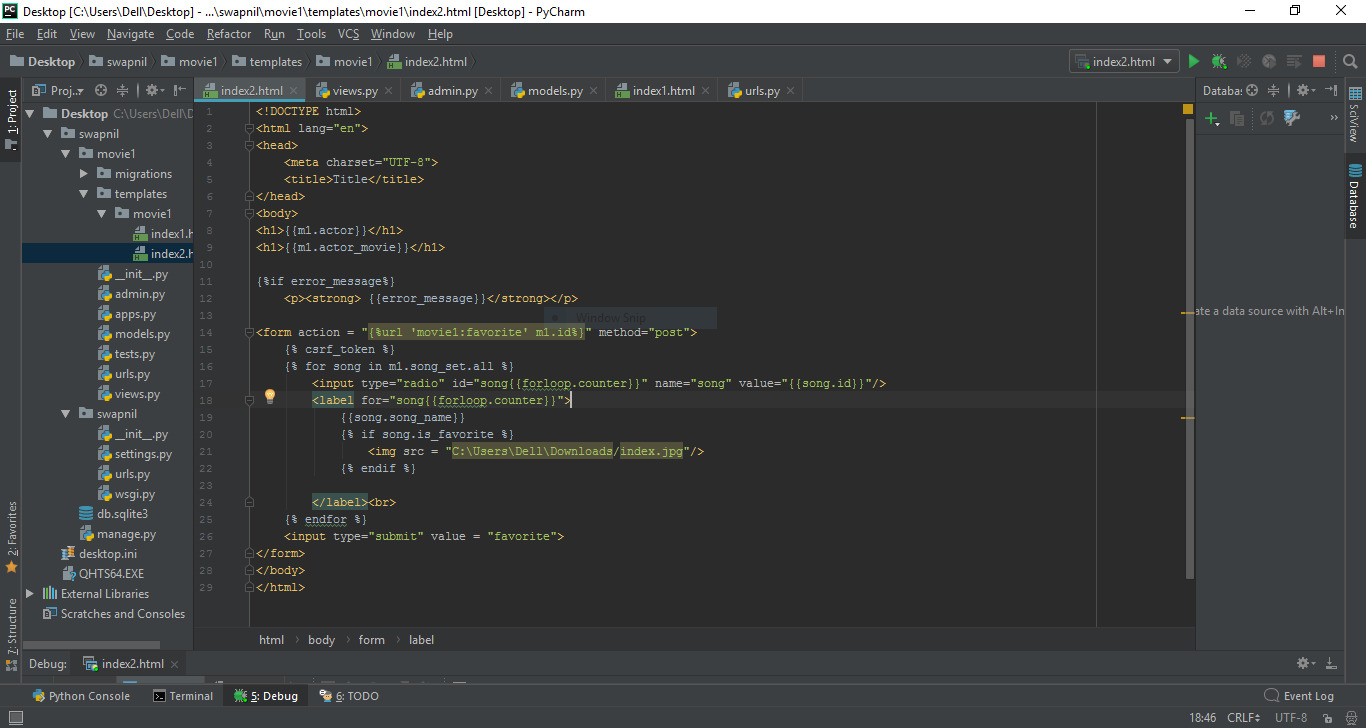 Desktop [C:\Users\Dell\Desktop] - ...\swapnil\movie1\templates\movie1\index2.html [Desktop] - PyCharm
File Edit View Navigate Code Refactor Run Tools VCS Window Help
Desktop swapnil movie1 templates movie1 index2.html
index2.html
1: Project
2: Favorites
7: Structure
Proj..
Desktop C:\Users\Dell\D
swapnil
movie1
migrations
templates
movie1
index1.h
index2.h
__init__.py
admin.py
apps.py
models.py
tests.py
urls.py
views.py
swapnil
__init__.py
settings.py
urls.py
wsgi.py
db.sqlite3
manage.py
desktop.ini
QHTS64.EXE
External Libraries
Scratches and Consoles
index2.html views.py admin.py models.py index1.html urls.py
1 <!DOCTYPE html>
2 <html lang="en">
3 <head>
4 <meta charset="UTF-8">
5 <title>Title</title>
6 </head>
7 <body>
8 <h1>{{m1.actor}}</h1>
9 <h1>{{m1.actor_movie}}</h1>
10
11 {%if error_message%}
12 <p><strong> {{error_message}}</strong></p>
13
Window Snip
14 <form action = "{%url 'movie1:favorite' m1.id%}" method="post">
15 {% csrf_token %}
16 {% for song in m1.song_set.all %}
17 <input type="radio" id="song{{forloop.counter}}" name="song" value="{{song.id}}"/>
18 <label for="song{{forloop.counter}}">
19 {{song.song_name}}
20 {% if song.is_favorite %}
21 <img src = "C:\Users\Dell\Downloads/index.jpg"/>
22 {% endif %}
23
24 </label><br>
25 {% endfor %}
26 <input type="submit" value = "favorite">
27 </form>
28 </body>
29 </html>
html body form label
Databa:
ate a data source with Alt+In
SciView
Database
Debug: index2.html
Python Console Terminal 5: Debug 6: TODO Event Log
18:46 CRLF UTF-8